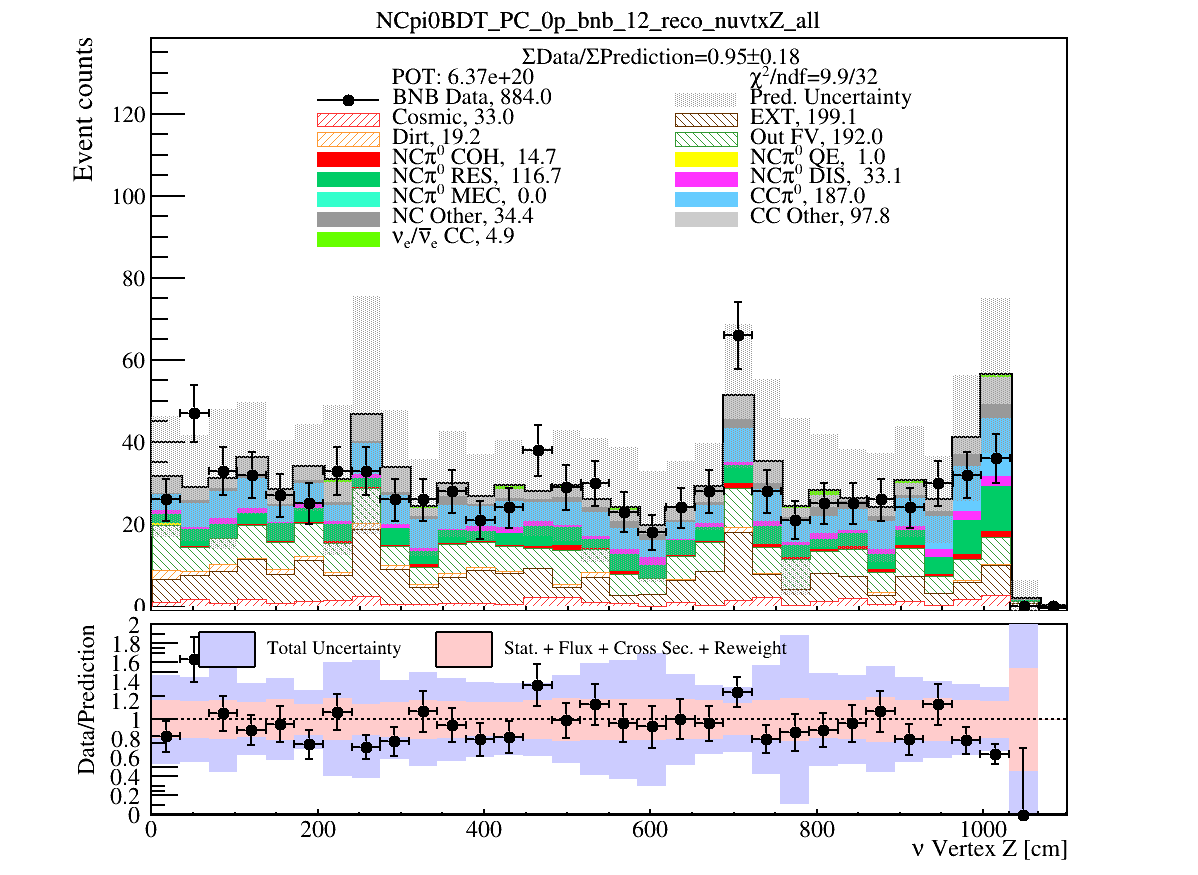 NCpi0BDT_PC_0p_bnb_12_reco_nuvtxZ_all
ΣData/ΣPrediction=0.95±0.18
POT: 6.37e+20
χ²/ndf=9.9/32
BNB Data, 884.0
Pred. Uncertainty
Cosmic, 33.0
EXT, 199.1
Dirt, 19.2
Out FV, 192.0
NCπ⁰ COH, 14.7
NCπ⁰ QE, 1.0
NCπ⁰ RES, 116.7
NCπ⁰ DIS, 33.1
NCπ⁰ MEC, 0.0
CCπ⁰, 187.0
NC Other, 34.4
CC Other, 97.8
νₑ/ν̅ₑ CC, 4.9
Event counts
120
100
80
60
40
20
0
Total Uncertainty
Stat. + Flux + Cross Sec. + Reweight
Data/Prediction
2
1.8
1.6
1.4
1.2
1
0.8
0.6
0.4
0.2
0
0 200 400 600 800 1000
ν Vertex Z [cm]